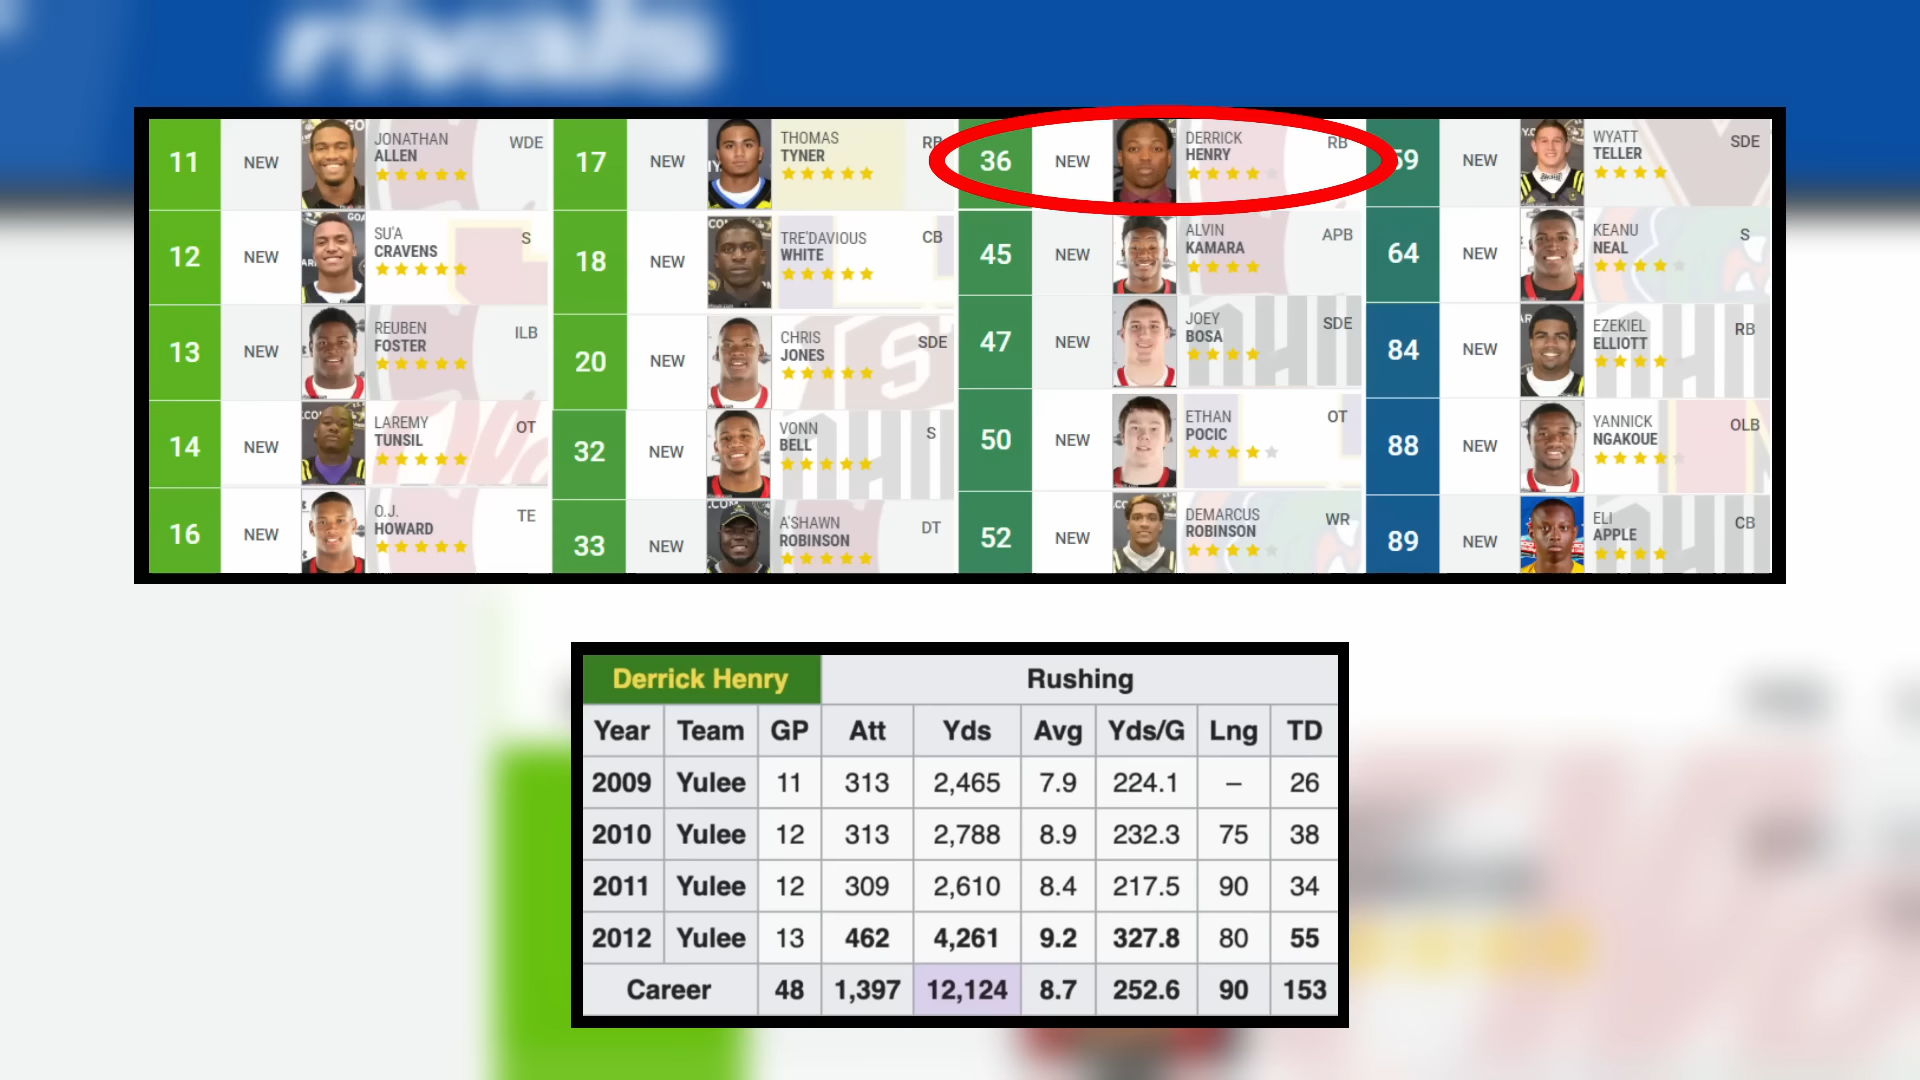 rivals
11 NEW JONATHAN ALLEN WDE
12 NEW SU'A CRAVENS S
13 NEW REUBEN FOSTER ILB
14 NEW LAREMY TUNSIL OT
16 NEW O.J. HOWARD TE
17 NEW THOMAS TYNER RB
18 NEW TRE'DAVIOUS WHITE CB
20 NEW CHRIS JONES SDE
32 NEW VONN BELL S
33 NEW A'SHAWN ROBINSON DT
36 NEW DERRICK HENRY RB
45 NEW ALVIN KAMARA APB
47 NEW JOEY BOSA SDE
50 NEW ETHAN POCIC OT
52 NEW DEMARCUS ROBINSON WR
59 NEW WYATT TELLER SDE
64 NEW KEANU NEAL S
84 NEW EZEKIEL ELLIOTT RB
88 NEW YANNICK NGAKOUE OLB
89 NEW ELI APPLE CB
Derrick Henry Rushing
Year Team GP Att Yds Avg Yds/G Lng TD
2009 Yulee 11 313 2,465 7.9 224.1 – 26
2010 Yulee 12 313 2,788 8.9 232.3 75 38
2011 Yulee 12 309 2,610 8.4 217.5 90 34
2012 Yulee 13 462 4,261 9.2 327.8 80 55
Career 48 1,397 12,124 8.7 252.6 90 153